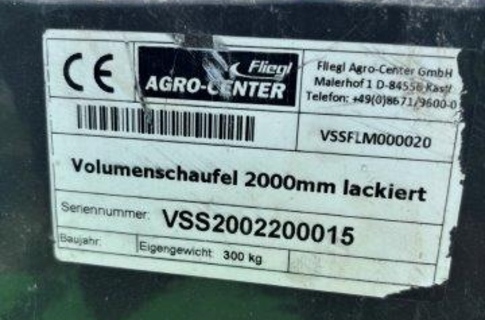 CE
Fliegl
AGRO-CENTER
Fliegl Agro-Center GmbH
Maierhof 1 D-84556 Kastl
Telefon: +49(0)8671/9600-0
VSSFLM000020
Volumenschaufel 2000mm lackiert
Seriennummer: VSS2002200015
Baujahr: Eigengewicht 300 kg